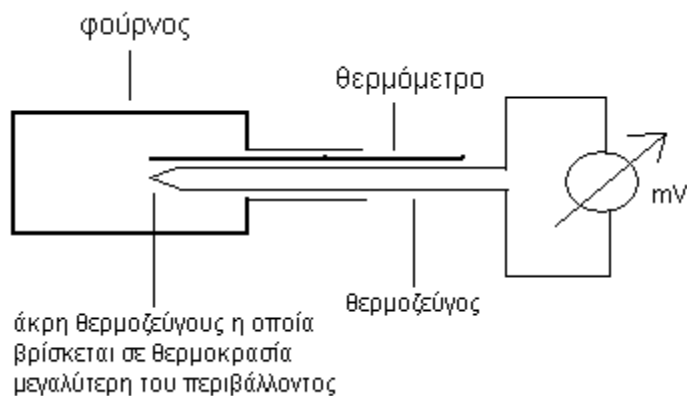 φούρνος
θερμόμετρο
mV
θερμοζεύγος
άκρη θερμοζεύγους η οποία
βρίσκεται σε θερμοκρασία
μεγαλύτερη του περιβάλλοντος